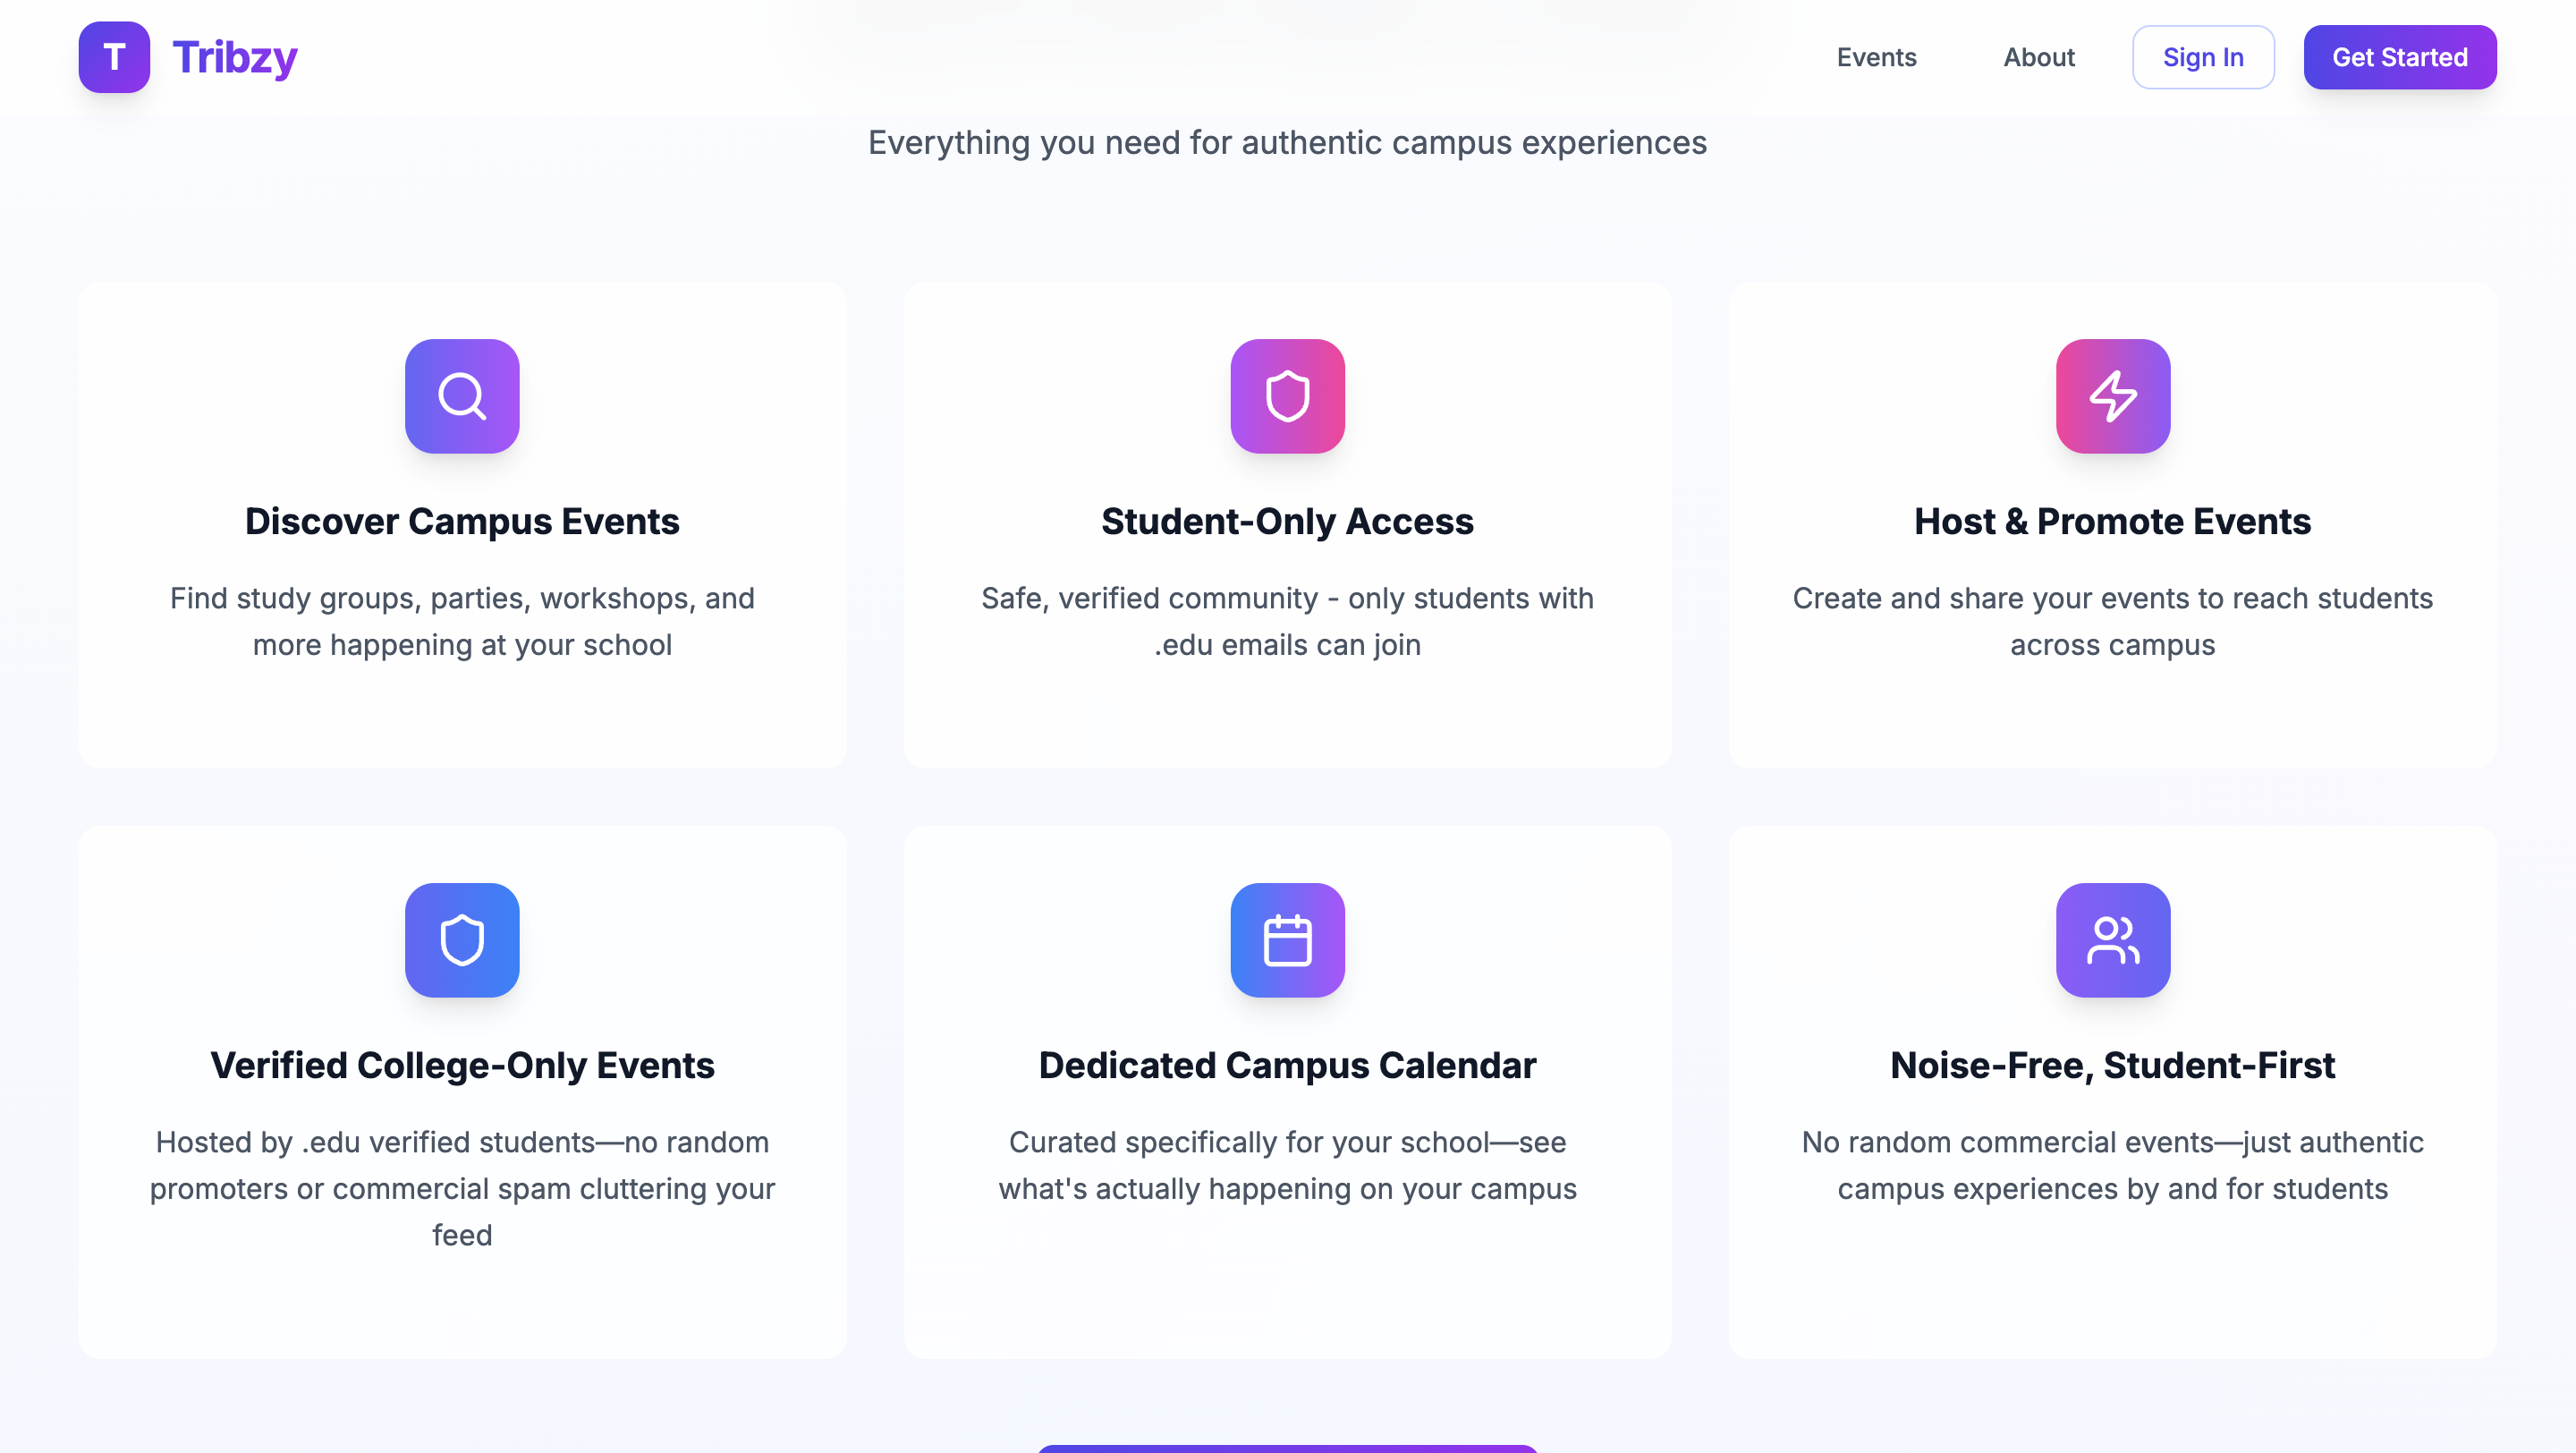 T Tribzy
Events
About
Sign In
Get Started
Everything you need for authentic campus experiences
Discover Campus Events
Find study groups, parties, workshops, and
more happening at your school
Student-Only Access
Safe, verified community - only students with
.edu emails can join
Host & Promote Events
Create and share your events to reach students
across campus
Verified College-Only Events
Hosted by .edu verified students—no random
promoters or commercial spam cluttering your
feed
Dedicated Campus Calendar
Curated specifically for your school—see
what's actually happening on your campus
Noise-Free, Student-First
No random commercial events—just authentic
campus experiences by and for students